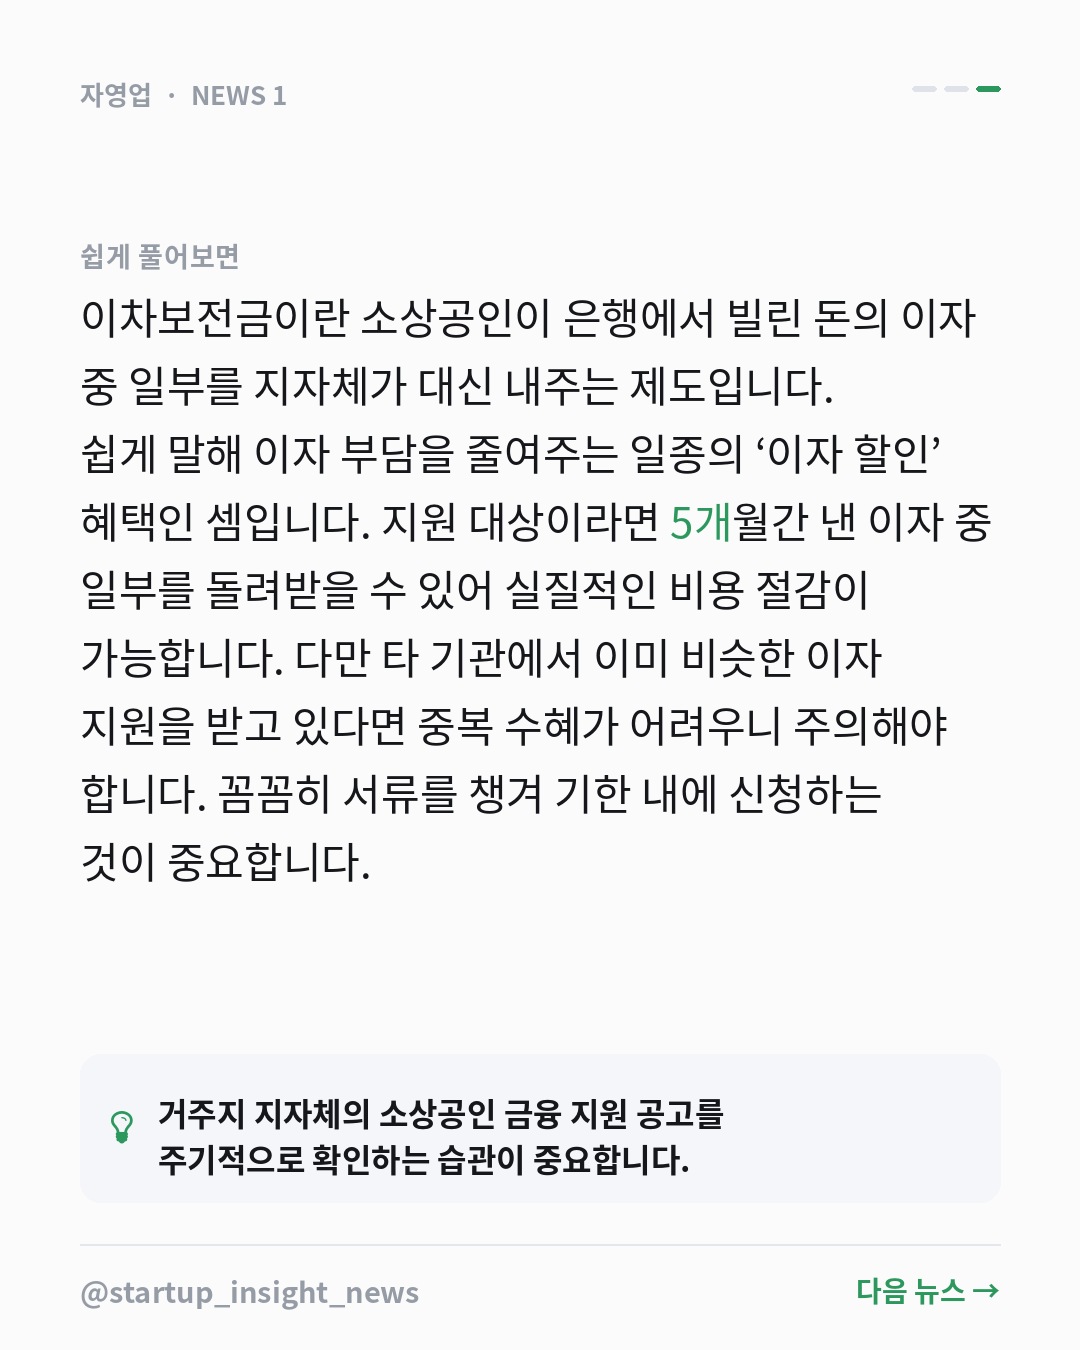 자영업 · NEWS 1
쉽게 풀어보면
이차보전금이란 소상공인이 은행에서 빌린 돈의 이자
중 일부를 지자체가 대신 내주는 제도입니다.
쉽게 말해 이자 부담을 줄여주는 일종의 ‘이자 할인’
혜택인 셈입니다. 지원 대상이라면 5개월간 낸 이자 중
일부를 돌려받을 수 있어 실질적인 비용 절감이
가능합니다. 다만 타 기관에서 이미 비슷한 이자
지원을 받고 있다면 중복 수혜가 어려우니 주의해야
합니다. 꼼꼼히 서류를 챙겨 기한 내에 신청하는
것이 중요합니다.
거주지 지자체의 소상공인 금융 지원 공고를
주기적으로 확인하는 습관이 중요합니다.
@startup_insight_news
다음 뉴스 →